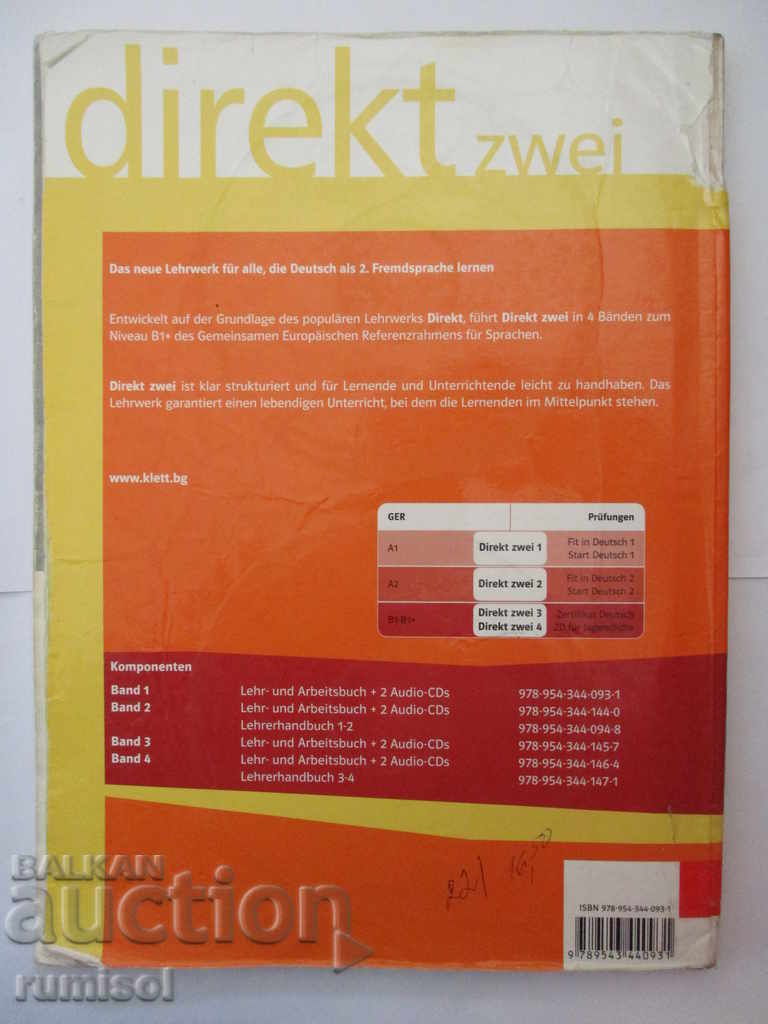 direkt zwei
Das neue Lehrwerk für alle, die Deutsch als 2. Fremdsprache lernen
Entwickelt auf der Grundlage des populären Lehrwerks Direkt, führt Direkt zwei in 4 Bänden zum
Niveau B1+ des Gemeinsamen Europäischen Referenzrahmens für Sprachen.
Direkt zwei ist klar strukturiert und für Lernende und Unterrichtende leicht zu handhaben. Das
Lehrwerk garantiert einen lebendigen Unterricht, bei dem die Lernenden im Mittelpunkt stehen.
www.klett.bg
GER Prüfungen
A1 Direkt zwei 1 Fit in Deutsch 1
Start Deutsch 1
A2 Direkt zwei 2 Fit in Deutsch 2
Start Deutsch 2
B1-B1+ Direkt zwei 3 Zertifikat Deutsch
Direkt zwei 4 ZD für Jugendliche
Komponenten
Band 1 Lehr- und Arbeitsbuch + 2 Audio-CDs 978-954-344-093-1
Band 2 Lehr- und Arbeitsbuch + 2 Audio-CDs 978-954-344-144-0
Lehrerhandbuch 1-2 978-954-344-094-8
Band 3 Lehr- und Arbeitsbuch + 2 Audio-CDs 978-954-344-145-7
Band 4 Lehr- und Arbeitsbuch + 2 Audio-CDs 978-954-344-146-4
Lehrerhandbuch 3-4 978-954-344-147-1
ISBN 978-954-344-093-1
9 789543 440931
BALKAN
auction
rumisol